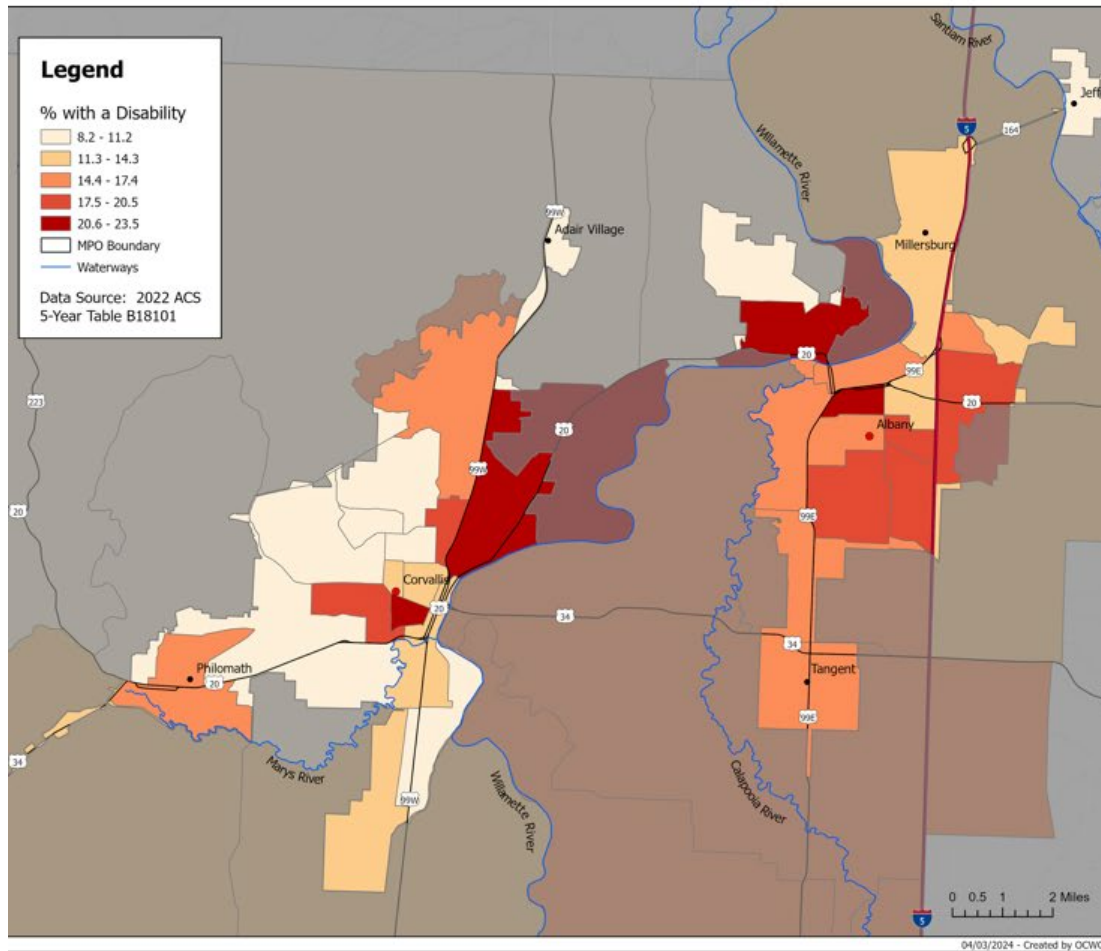 Legend
% with a Disability
8.2 - 11.2
11.3 - 14.3
14.4 - 17.4
17.5 - 20.5
20.6 - 23.5
MPO Boundary
Waterways
Data Source: 2022 ACS
5-Year Table B18101
Santiam River
Jeff
5
164
Willamette River
99W
Adair Village
Millersburg
20
99E
223
20
20
Albany
99W
20
99E
Corvallis
20
34
34
Philomath
20
Tangent
99E
34
Marys River
99W
Willamette River
Calapooia River
0 0.5 1 2 Miles
5
04/03/2024 - Created by OCWC